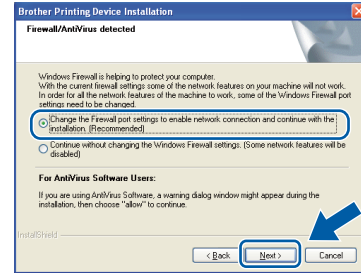 Brother Printing Device Installation
Firewall/AntiVirus detected
Windows Firewall is helping to protect your computer.
With the current firewall settings some of the network features on your machine will not work.
In order for all the network features of the machine to work, some of the Windows Firewall port
settings need to be changed.
Change the Firewall port settings to enable network connection and continue with the
installation. (Recommended)
Continue without changing the Windows Firewall settings. (Some network features will be
disabled)
For AntiVirus Software Users:
If you are using AntiVirus Software, a warning dialog window might appear during the
installation, then choose "allow" to continue.
InstallShield
< Back
Next >
Cancel